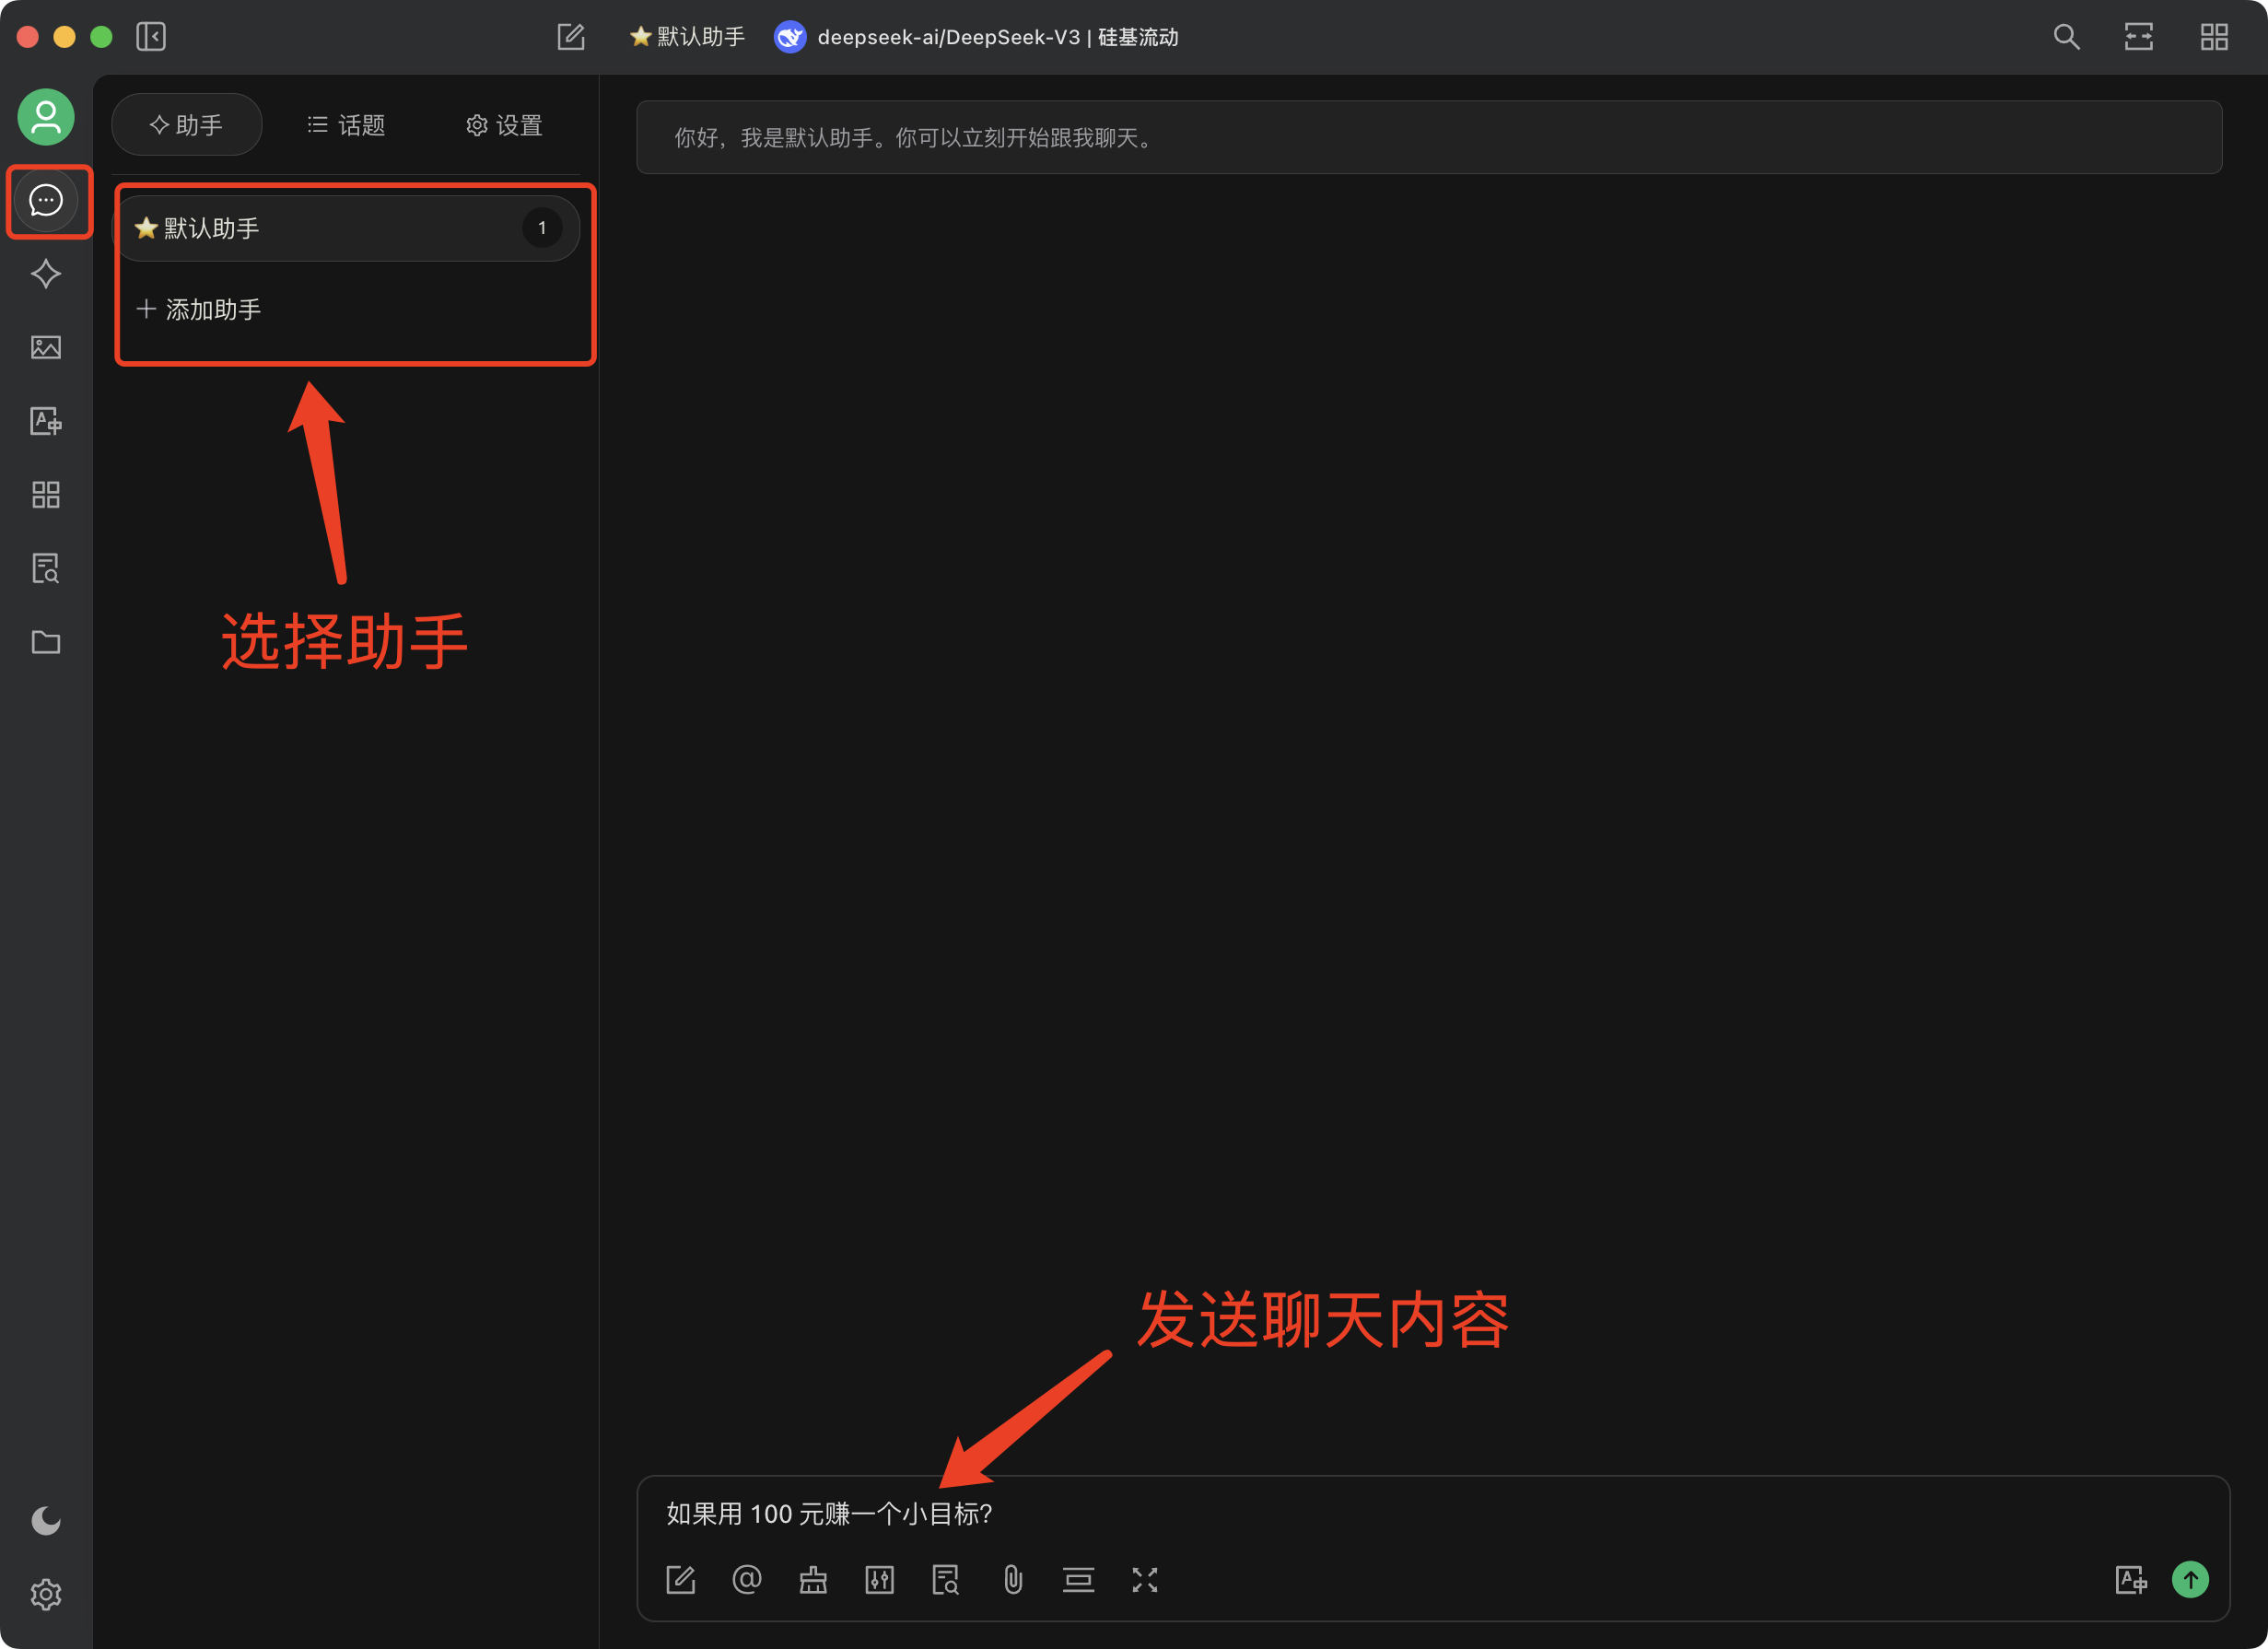 默认助手 deepseek-ai/DeepSeek-V3 | 硅基流动
助手 话题 设置
你好，我是默认助手。你可以立刻开始跟我聊天。
默认助手 1
添加助手
选择助手
发送聊天内容
如果用 100 元赚一个小目标？